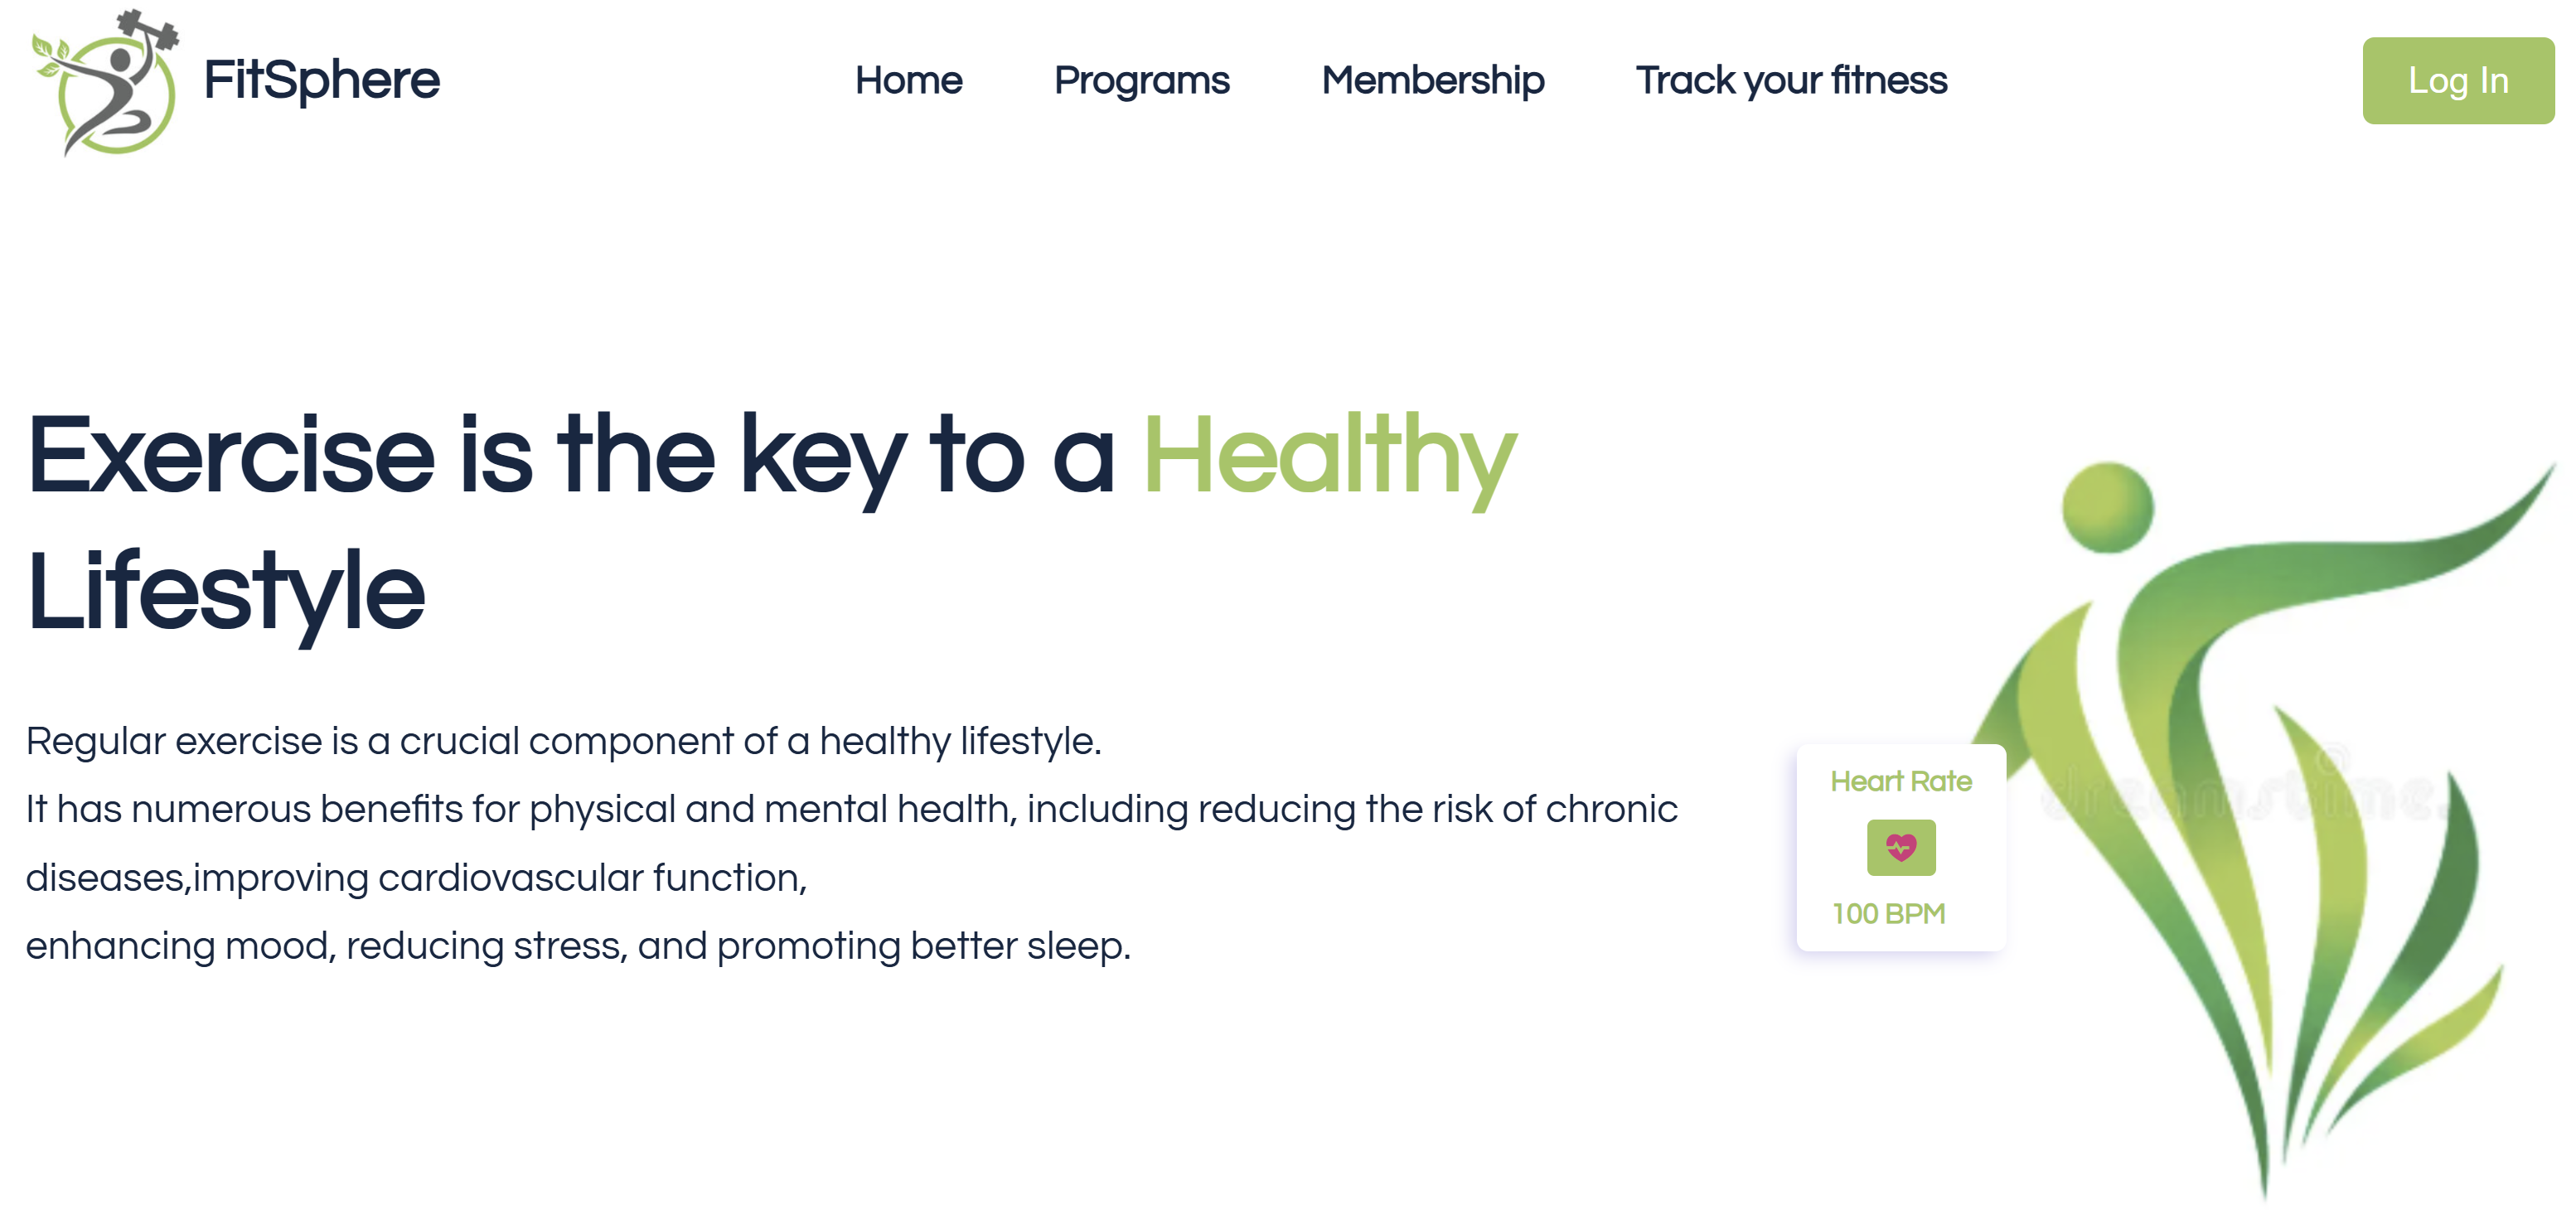 FitSphere
Home
Programs
Membership
Track your fitness
Log In
Exercise is the key to a Healthy
Lifestyle
Regular exercise is a crucial component of a healthy lifestyle.
It has numerous benefits for physical and mental health, including reducing the risk of chronic
diseases,improving cardiovascular function,
enhancing mood, reducing stress, and promoting better sleep.
Heart Rate
100 BPM
dreamstime.